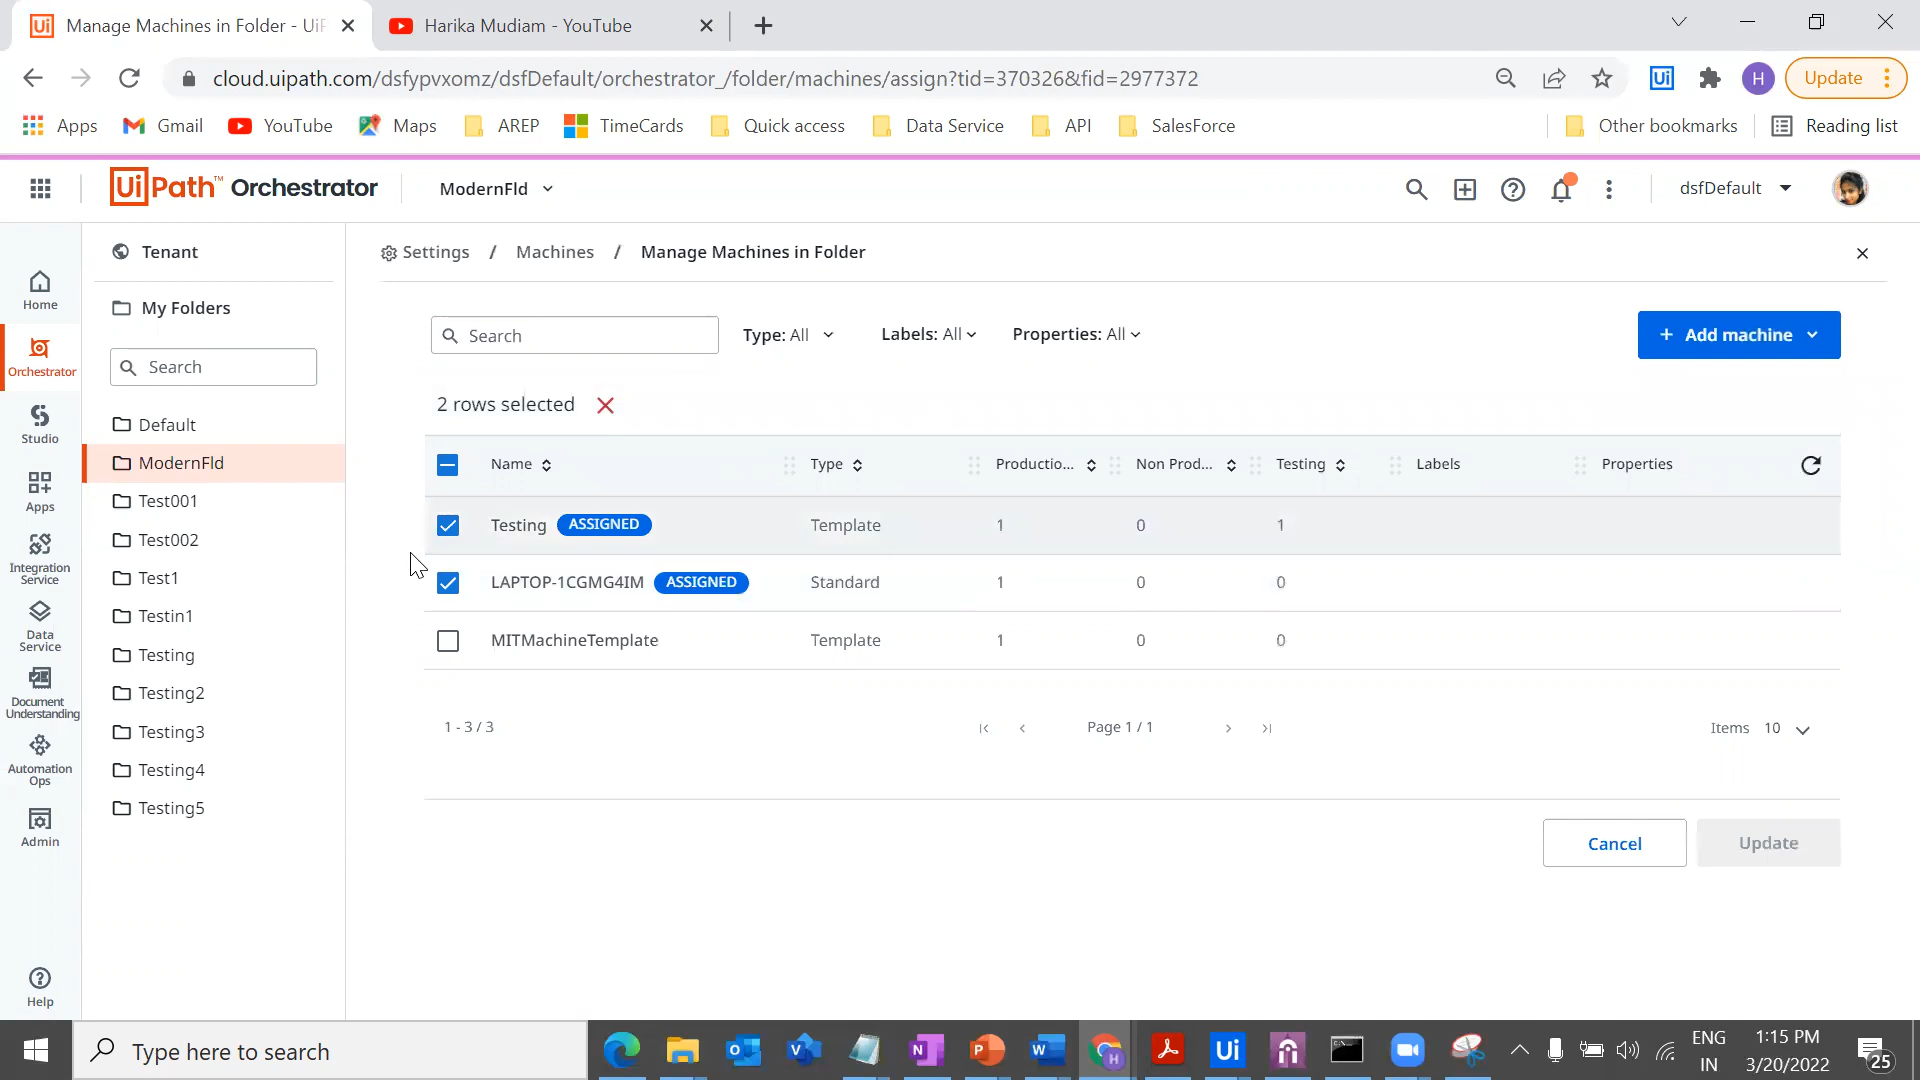 Manage Machines in Folder - UiF
Harika Mudiam - YouTube
cloud.uipath.com/dsfypvxomz/dsfDefault/orchestrator_/folder/machines/assign?tid=370326&fid=2977372
Ui
H
Update
Apps
Gmail
YouTube
Maps
AREP
TimeCards
Quick access
Data Service
API
SalesForce
Other bookmarks
Reading list
UiPath™ Orchestrator
ModernFld
dsfDefault
Home
Orchestrator
Studio
Apps
Integration
Service
Data
Service
Document
Understanding
Automation
Ops
Admin
Help
Tenant
My Folders
Search
Default
ModernFld
Test001
Test002
Test1
Testin1
Testing
Testing2
Testing3
Testing4
Testing5
Settings / Machines / Manage Machines in Folder
Search
Type: All
Labels: All
Properties: All
+ Add machine
2 rows selected
Name Type Productio... Non Prod... Testing Labels Properties
Testing ASSIGNED Template 1 0 1
LAPTOP-1CGMG4IM ASSIGNED Standard 1 0 0
MITMachineTemplate Template 1 0 0
1 - 3 / 3
Page 1 / 1
Items 10
Cancel
Update
Type here to search
ENG
IN
1:15 PM
3/20/2022
25